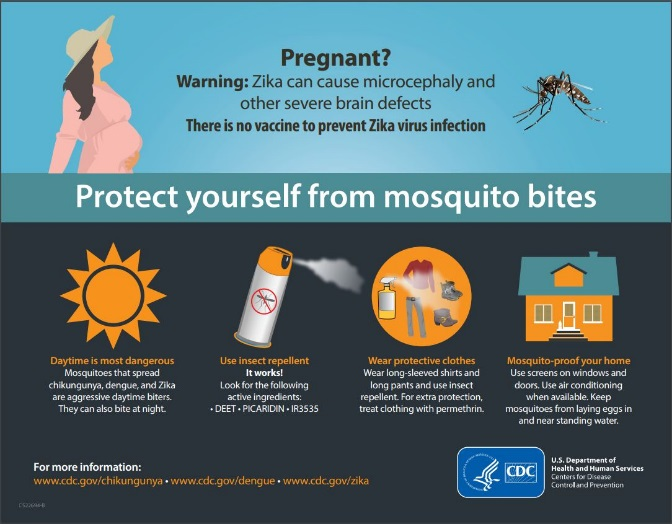 Pregnant?
Warning: Zika can cause microcephaly and
other severe brain defects
There is no vaccine to prevent Zika virus infection
Protect yourself from mosquito bites
Daytime is most dangerous
Mosquitoes that spread
chikungunya, dengue, and Zika
are aggressive daytime biters.
They can also bite at night.
Use insect repellent
It works!
Look for the following
active ingredients:
• DEET • PICARIDIN • IR3535
Wear protective clothes
Wear long-sleeved shirts and
long pants and use insect
repellent. For extra protection,
treat clothing with permethrin.
Mosquito-proof your home
Use screens on windows and
doors. Use air conditioning
when available. Keep
mosquitoes from laying eggs in
and near standing water.
For more information:
www.cdc.gov/chikungunya • www.cdc.gov/dengue • www.cdc.gov/zika
CDC
U.S. Department of
Health and Human Services
Centers for Disease
Control and Prevention